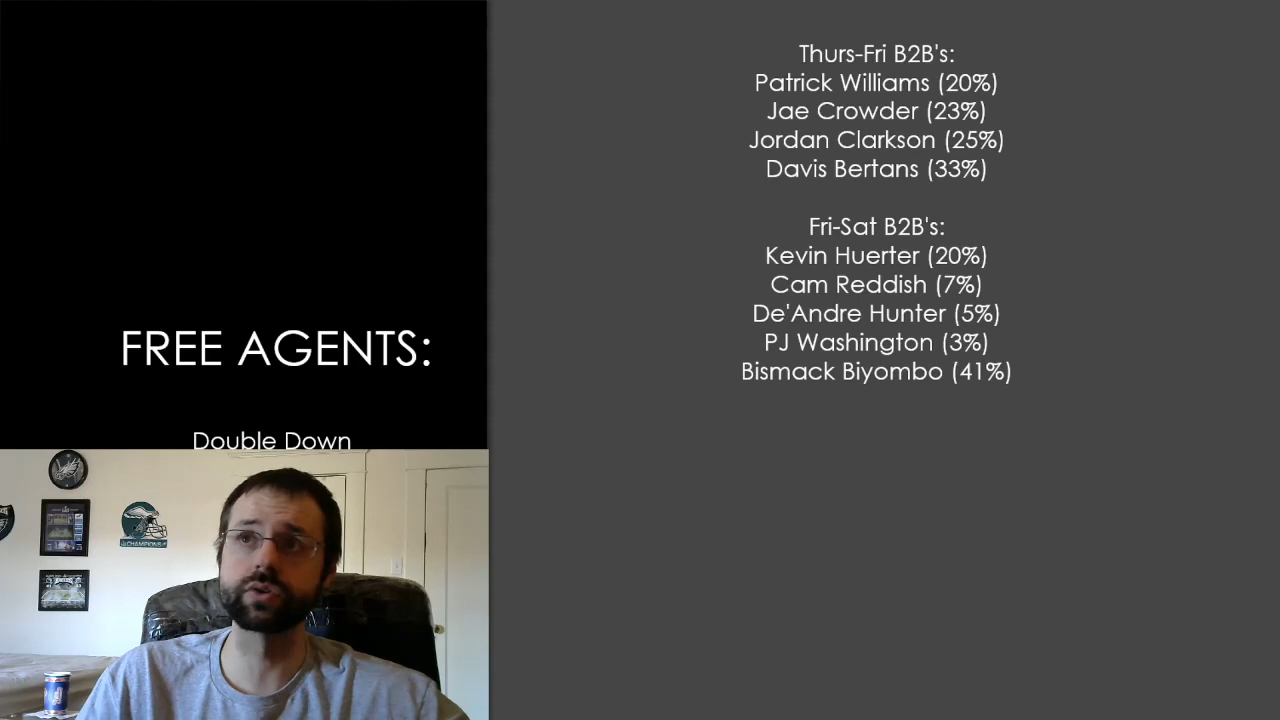 FREE AGENTS:
Double Down
Thurs-Fri B2B's:
Patrick Williams (20%)
Jae Crowder (23%)
Jordan Clarkson (25%)
Davis Bertans (33%)
Fri-Sat B2B's:
Kevin Huerter (20%)
Cam Reddish (7%)
De'Andre Hunter (5%)
PJ Washington (3%)
Bismack Biyombo (41%)
CHAMPIONS